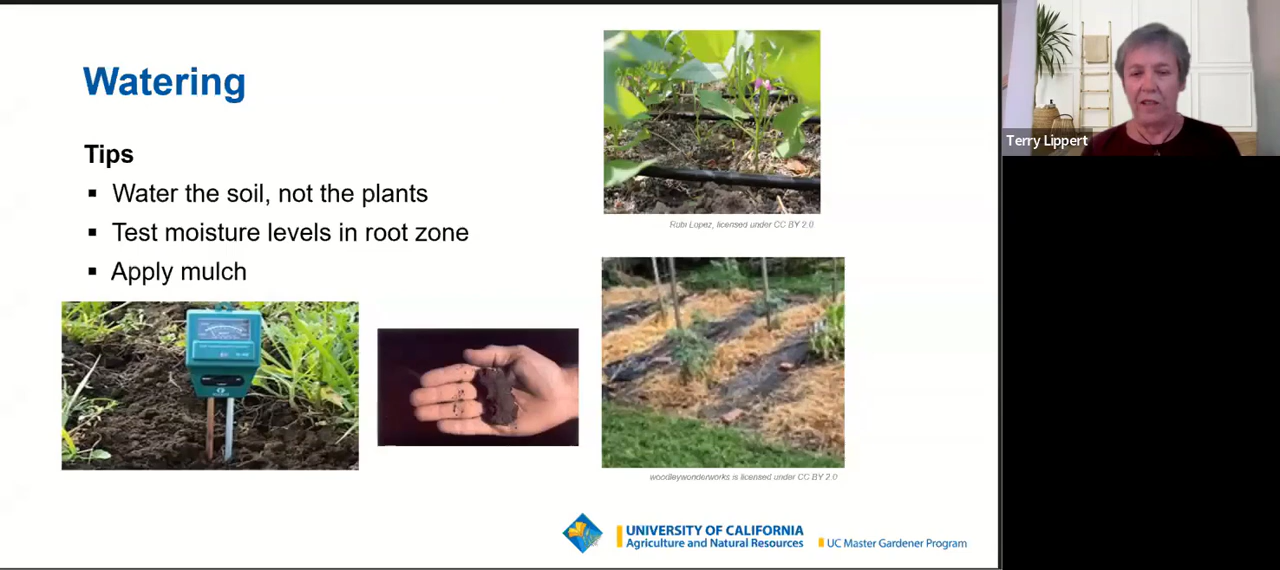 Watering
Tips
Water the soil, not the plants
Test moisture levels in root zone
Apply mulch
Rubi Lopez, licensed under CC BY 2.0
woodleywonderworks is licensed under CC BY 2.0
UNIVERSITY OF CALIFORNIA
Agriculture and Natural Resources
UC Master Gardener Program
Terry Lippert